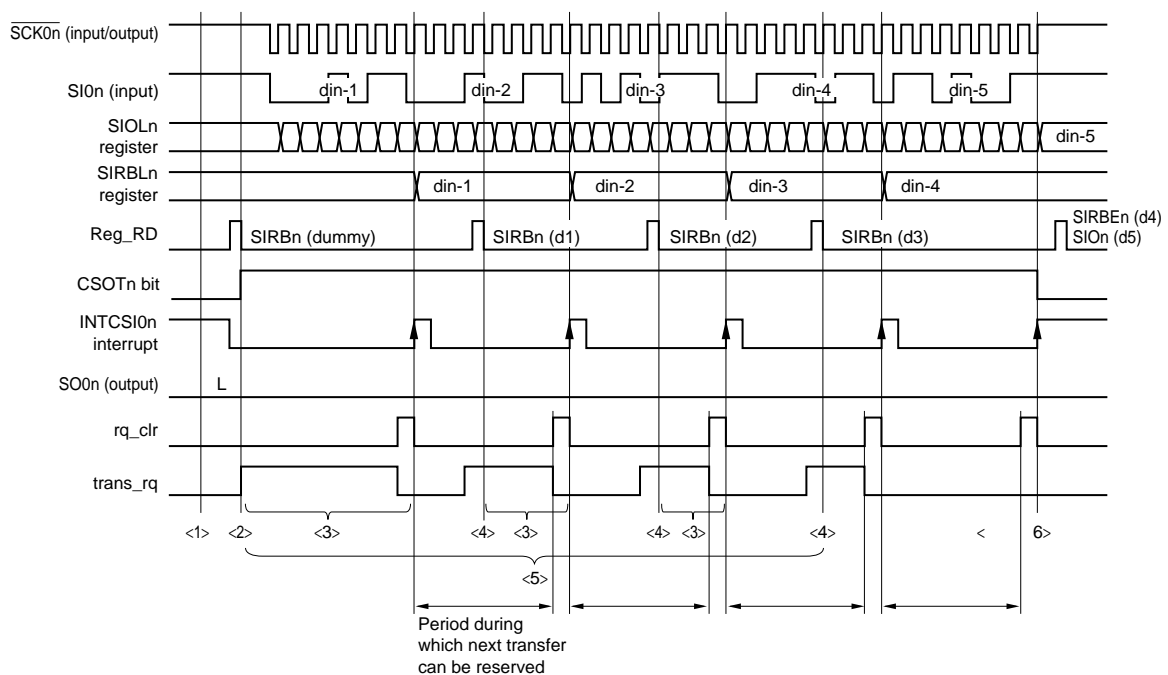 SCK0n (input/output)
SI0n (input)
din-1 din-2 din-3 din-4 din-5
SIOLn
register
din-5
SIRBLn
register
din-1 din-2 din-3 din-4
Reg_RD
SIRBn (dummy) SIRBn (d1) SIRBn (d2) SIRBn (d3)
SIRBEn (d4)
SIOn (d5)
CSOTn bit
INTCSI0n
interrupt
SO0n (output)
L
rq_clr
trans_rq
<1> <2> <3> <4> <3> <4> <3> <4> < 6>
<5>
Period during
which next transfer
can be reserved